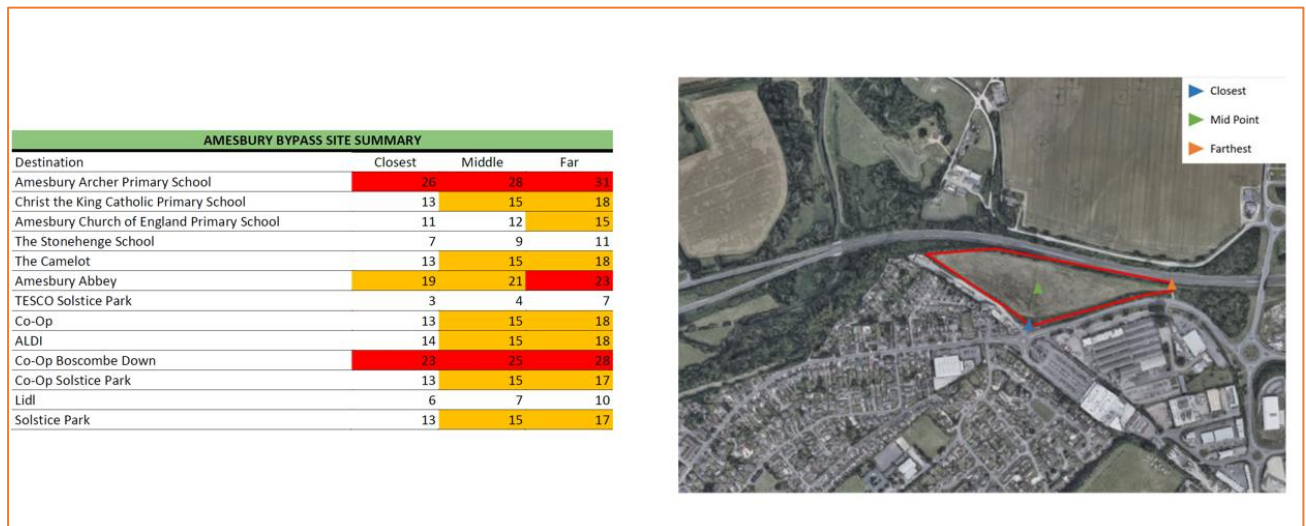 AMESBURY BYPASS SITE SUMMARY
Destination Closest Middle Far
Amesbury Archer Primary School 26 28 31
Christ the King Catholic Primary School 13 15 18
Amesbury Church of England Primary School 11 12 15
The Stonehenge School 7 9 11
The Camelot 13 15 18
Amesbury Abbey 19 21 23
TESCO Solstice Park 3 4 7
Co-Op 13 15 18
ALDI 14 15 18
Co-Op Boscombe Down 23 25 28
Co-Op Solstice Park 13 15 17
Lidl 6 7 10
Solstice Park 13 15 17
Closest
Mid Point
Farthest